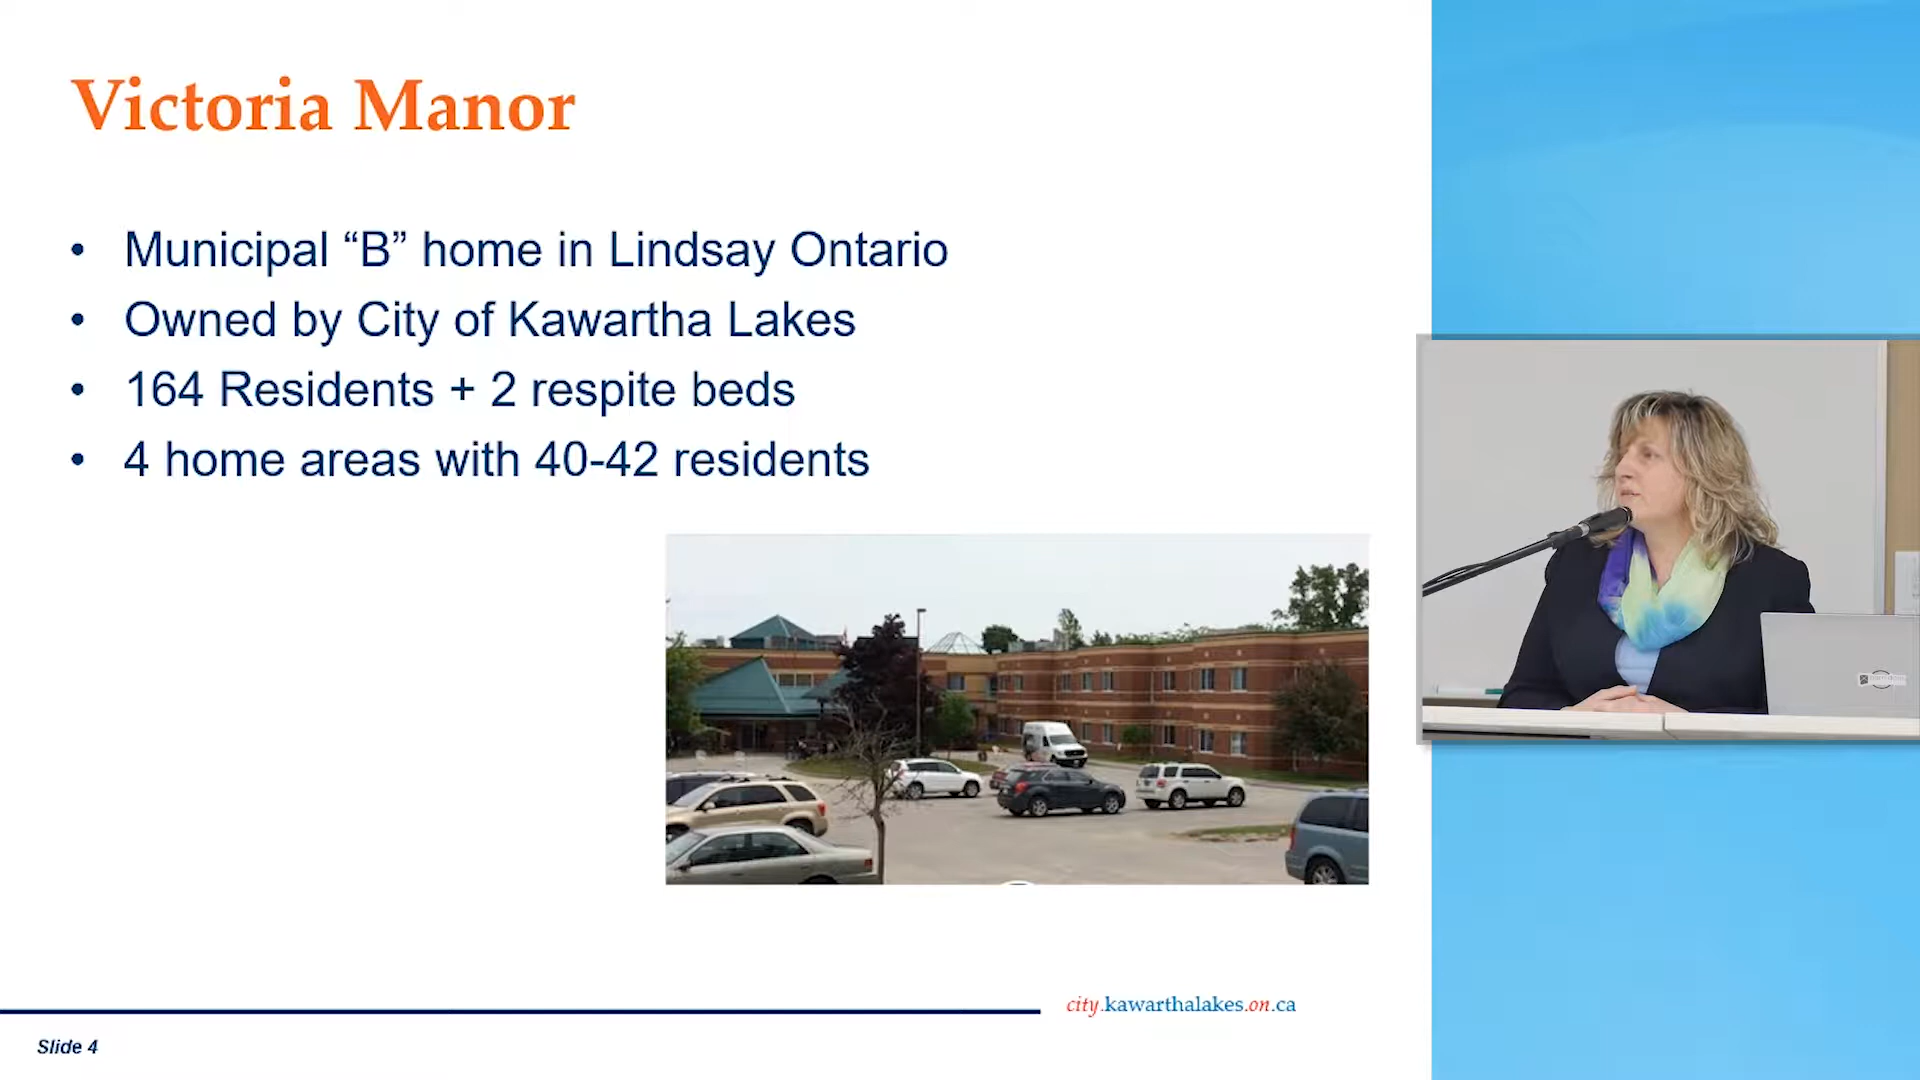 Victoria Manor
• Municipal “B” home in Lindsay Ontario
• Owned by City of Kawartha Lakes
• 164 Residents + 2 respite beds
• 4 home areas with 40-42 residents
city.kawarthalakes.on.ca
Slide 4